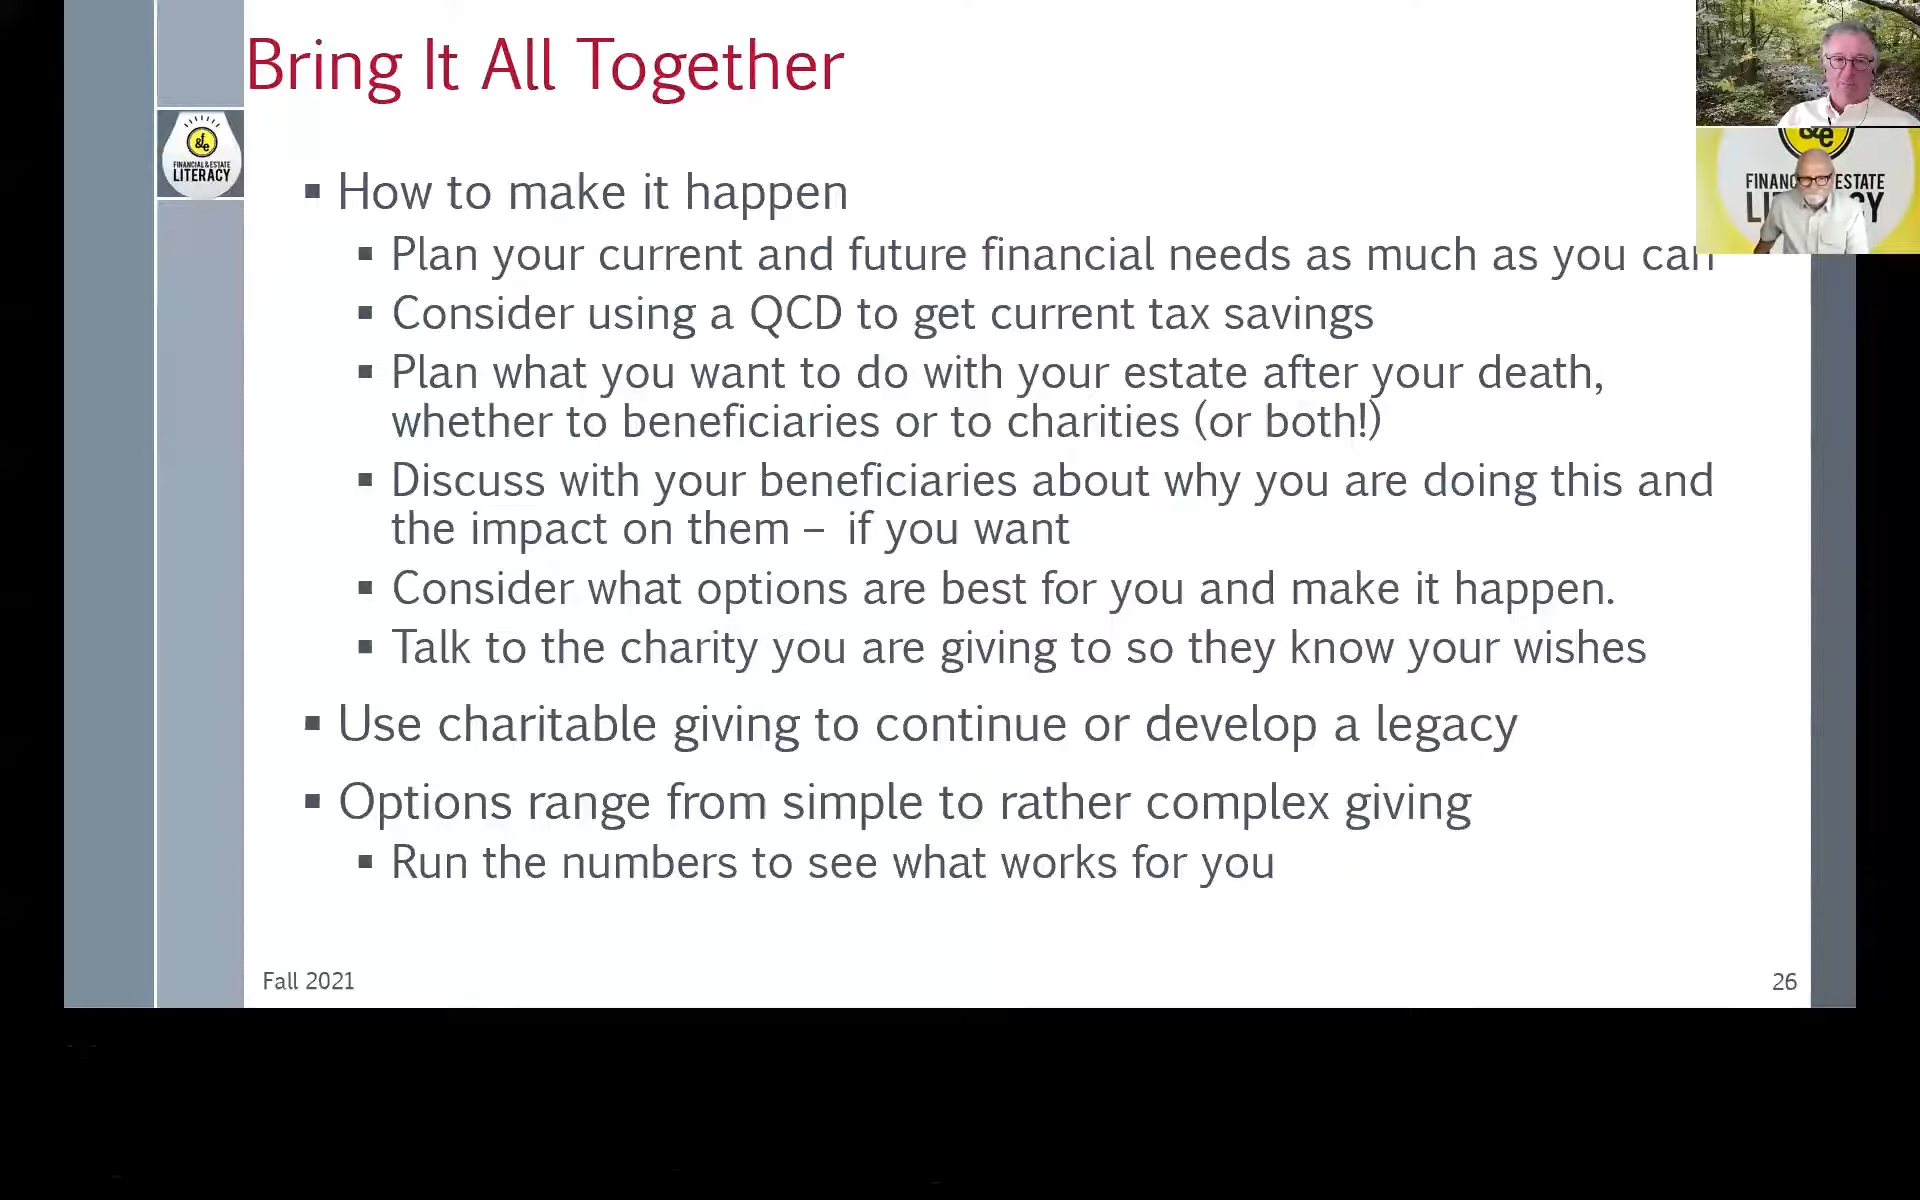 Bring It All Together
&
f
e
FINANCIAL & ESTATE
LITERACY
▪ How to make it happen
▪ Plan your current and future financial needs as much as you can
▪ Consider using a QCD to get current tax savings
▪ Plan what you want to do with your estate after your death,
whether to beneficiaries or to charities (or both!)
▪ Discuss with your beneficiaries about why you are doing this and
the impact on them – if you want
▪ Consider what options are best for you and make it happen.
▪ Talk to the charity you are giving to so they know your wishes
▪ Use charitable giving to continue or develop a legacy
▪ Options range from simple to rather complex giving
▪ Run the numbers to see what works for you
Fall 2021
26
&e
FINANC ESTATE
LI CY